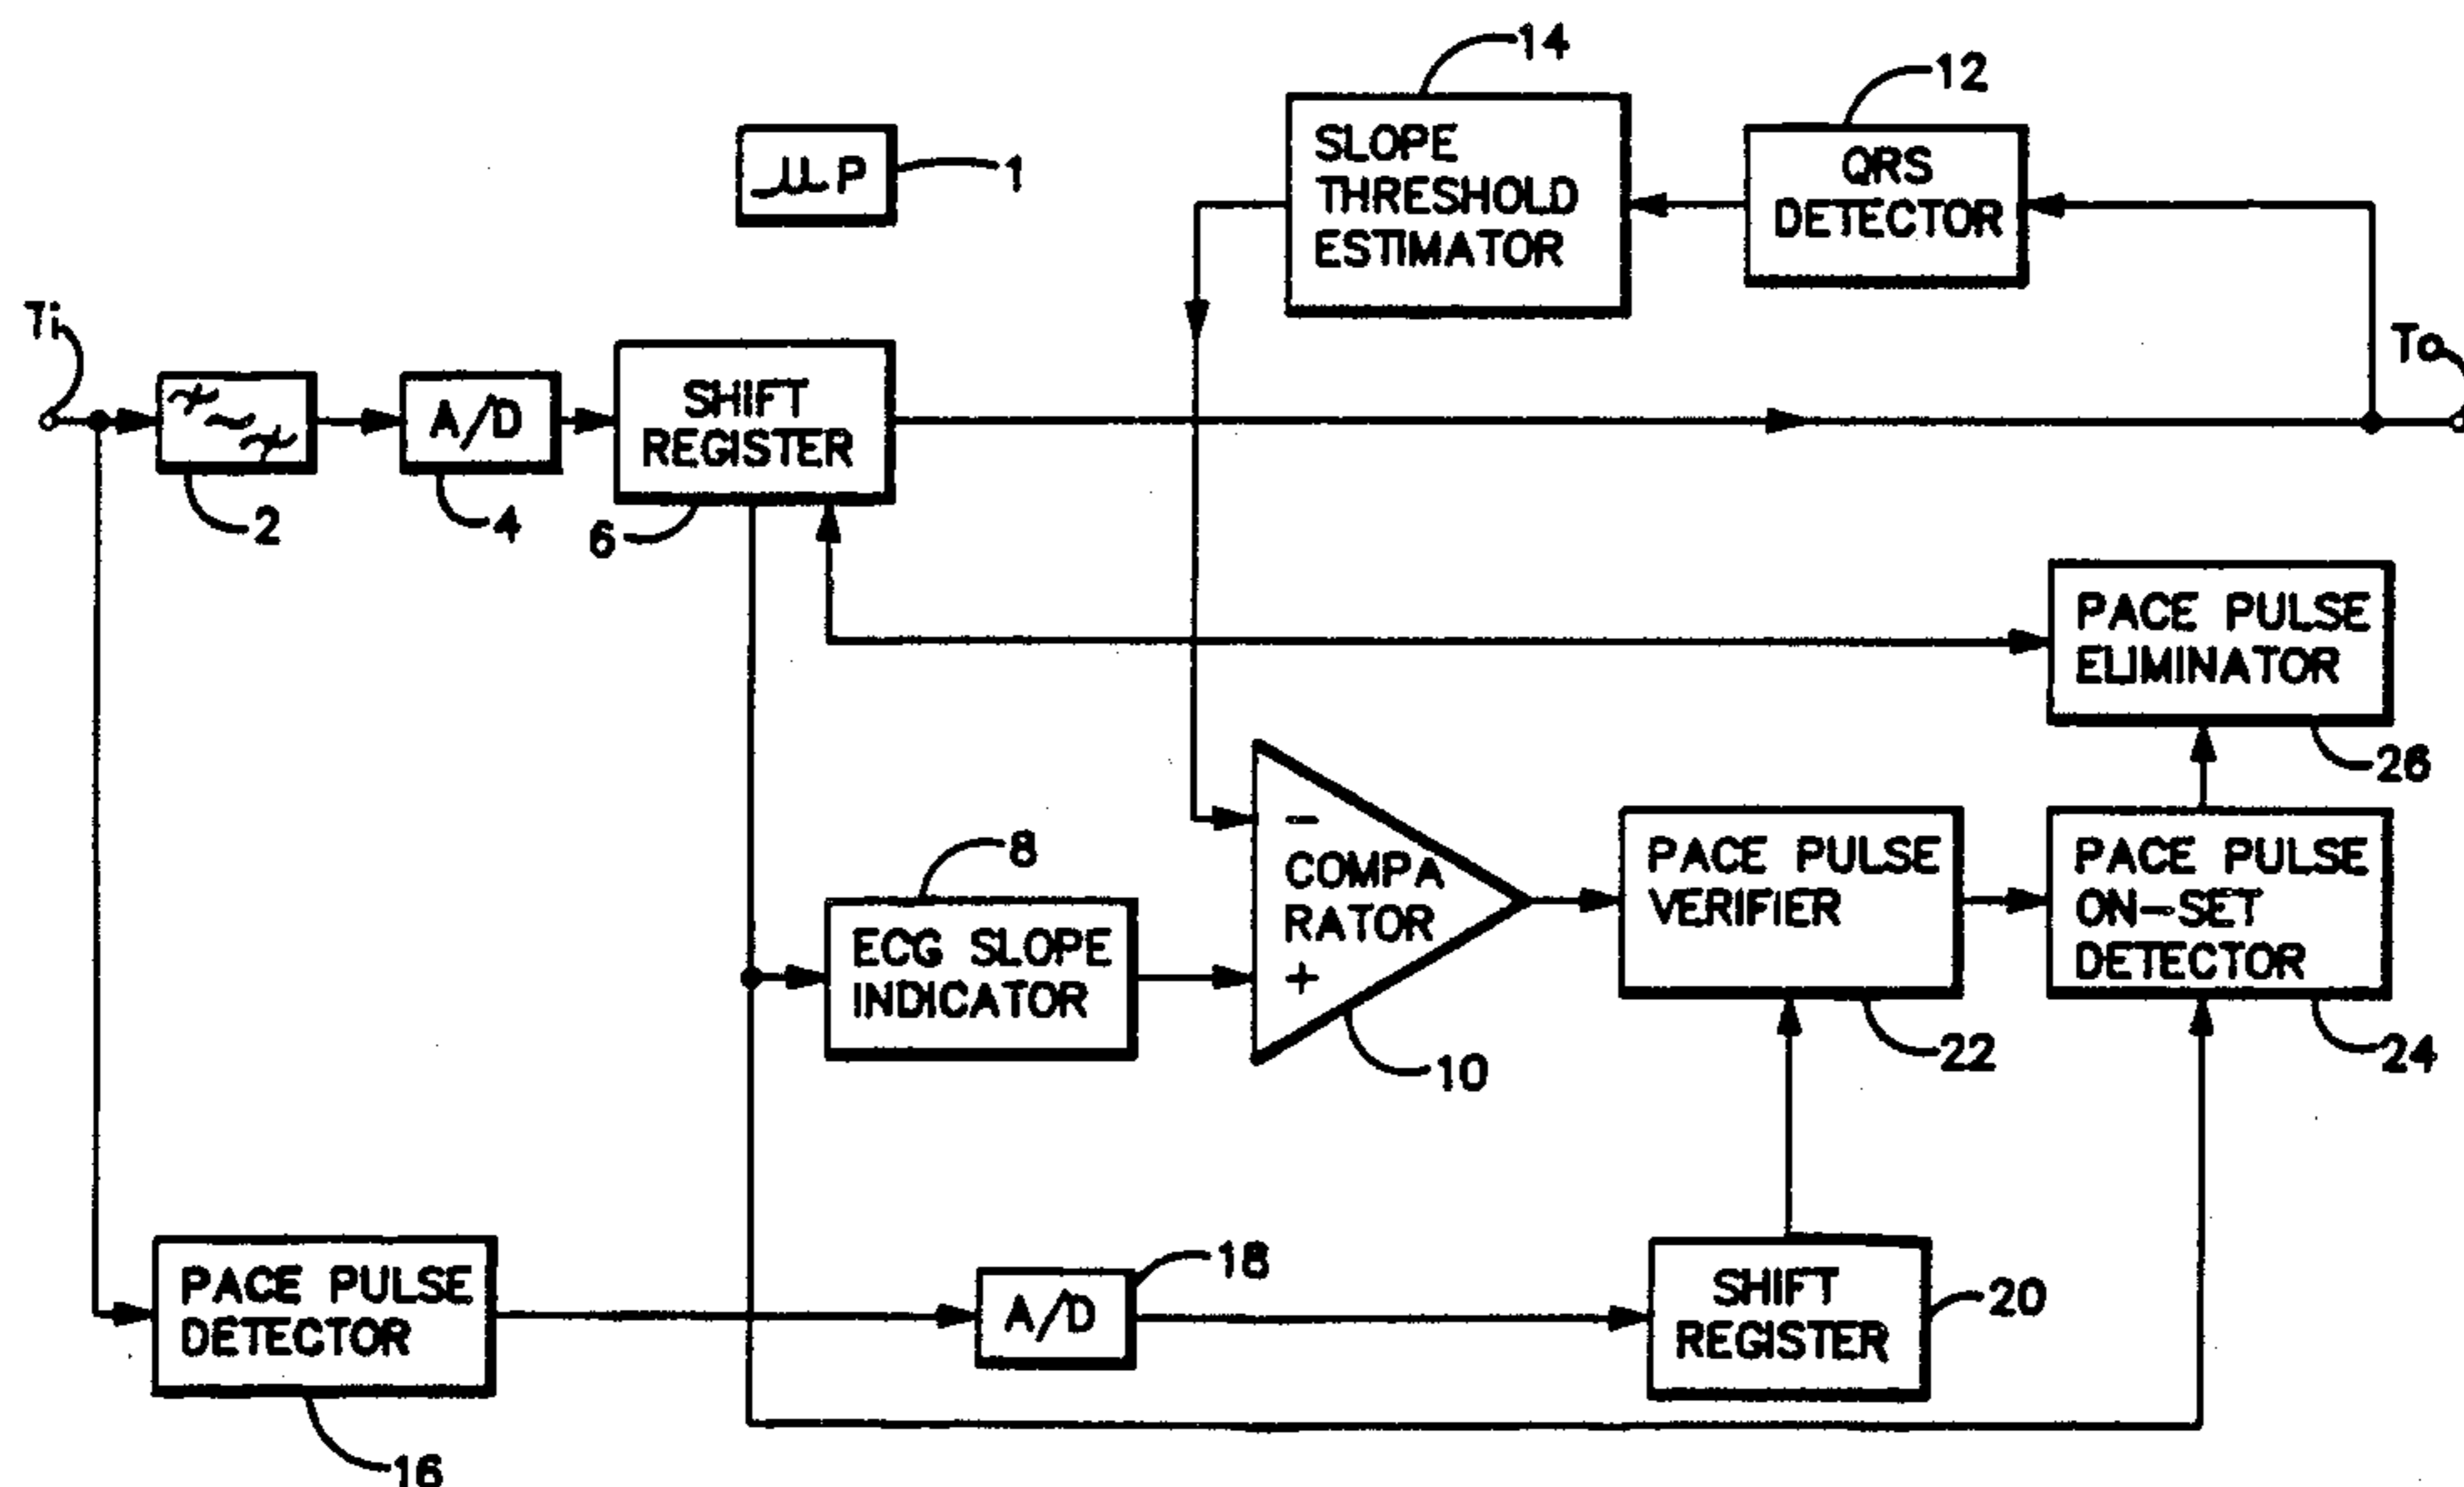 14
12
SLOPE
THRESHOLD
ESTIMATOR
QRS
DETECTOR
μP
1
Ti
To
A/D
SHIFT
REGISTER
2
4
6
PACE PULSE
ELIMINATOR
26
8
ECG SLOPE
INDICATOR
-
COMPA
RATOR
+
10
PACE PULSE
VERIFIER
22
PACE PULSE
ON-SET
DETECTOR
24
PACE PULSE
DETECTOR
16
A/D
18
SHIFT
REGISTER
20